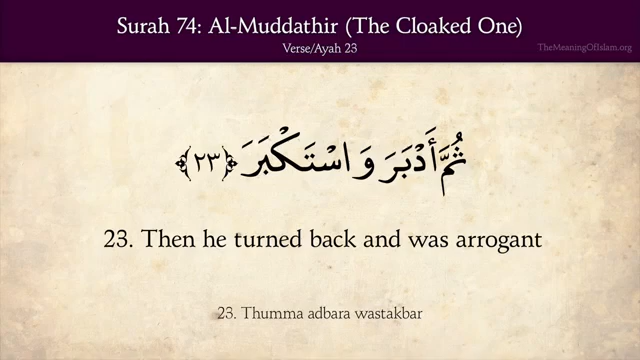 Surah 74: Al-Muddathir (The Cloaked One)
Verse/Ayah 23
TheMeaningOfIslam.org
ثُمَّ أَدْبَرَ وَاسْتَكْبَرَ ﴿٢٣﴾
23. Then he turned back and was arrogant
23. Thumma adbara wastakbar